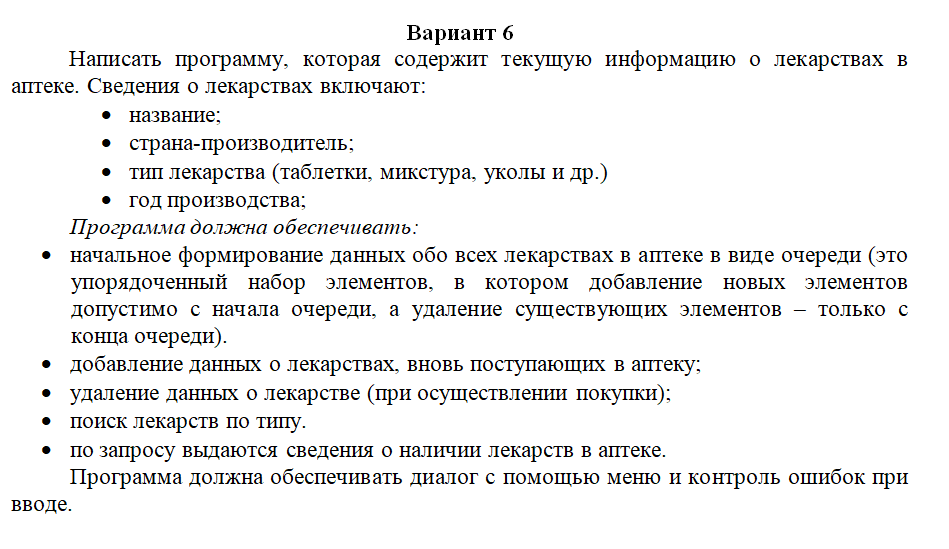 Вариант 6
Написать программу, которая содержит текущую информацию о лекарствах в
аптеке. Сведения о лекарствах включают:
• название;
• страна-производитель;
• тип лекарства (таблетки, микстура, уколы и др.)
• год производства;
Программа должна обеспечивать:
• начальное формирование данных обо всех лекарствах в аптеке в виде очереди (это
упорядоченный набор элементов, в котором добавление новых элементов
допустимо с начала очереди, а удаление существующих элементов – только с
конца очереди).
• добавление данных о лекарствах, вновь поступающих в аптеку;
• удаление данных о лекарстве (при осуществлении покупки);
• поиск лекарств по типу.
• по запросу выдаются сведения о наличии лекарств в аптеке.
Программа должна обеспечивать диалог с помощью меню и контроль ошибок при
вводе.